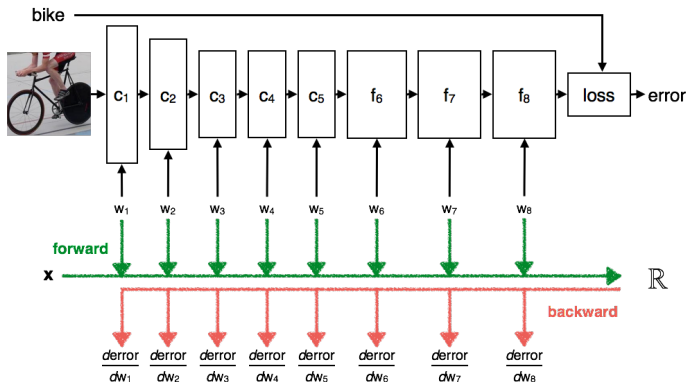 bike
c₁ c₂ c₃ c₄ c₅ f₆ f₇ f₈ loss error
w₁ w₂ w₃ w₄ w₅ w₆ w₇ w₈
forward
x ℝ
backward
derror derror derror derror derror derror derror derror
dw₁ dw₂ dw₃ dw₄ dw₅ dw₆ dw₇ dw₈